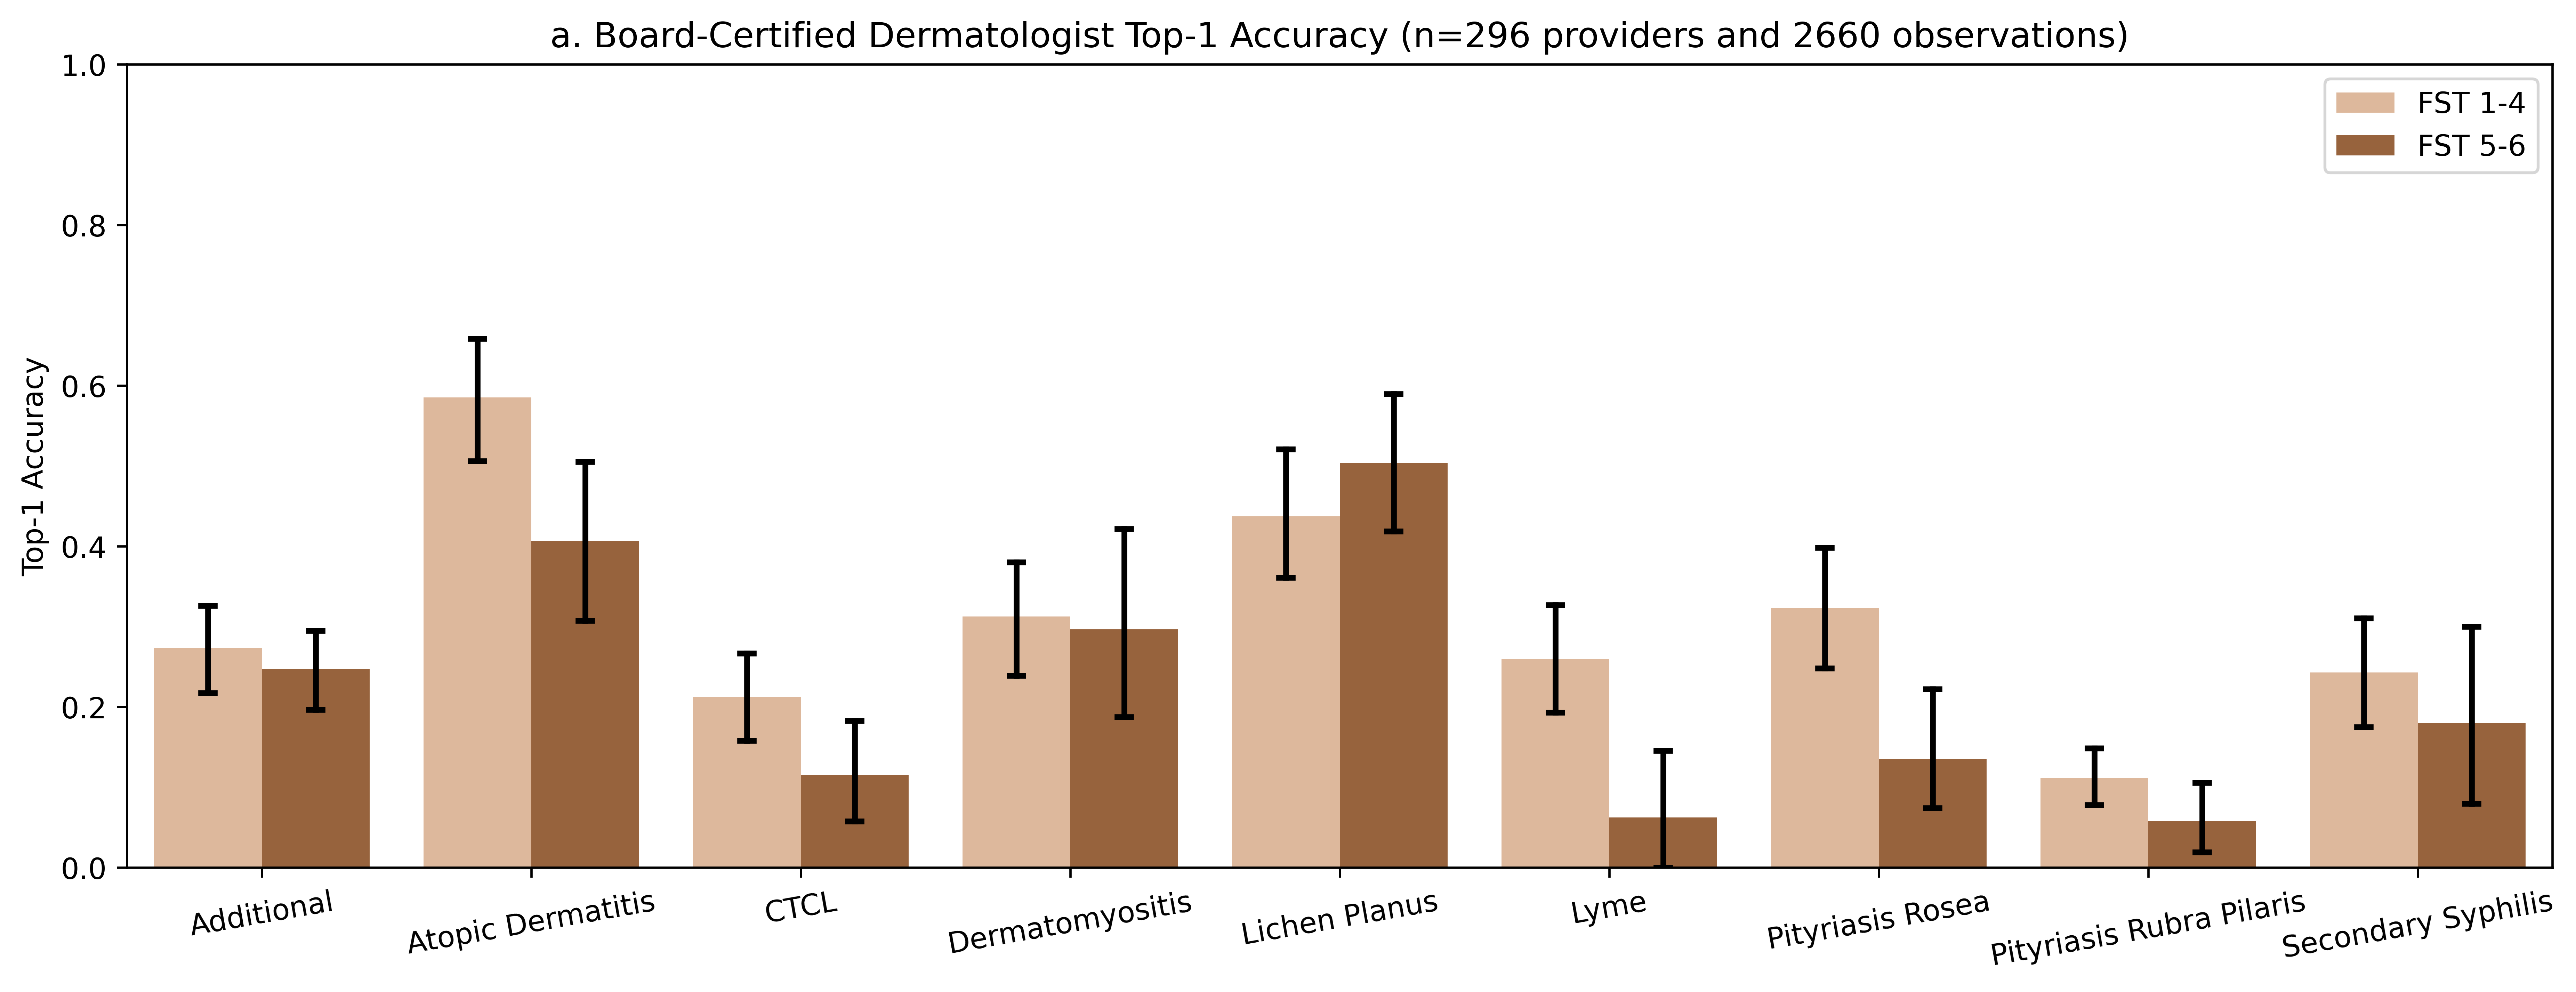 a. Board-Certified Dermatologist Top-1 Accuracy (n=296 providers and 2660 observations)
1.0
0.8
0.6
0.4
0.2
0.0
Top-1 Accuracy
FST 1-4
FST 5-6
Additional
Atopic Dermatitis
CTCL
Dermatomyositis
Lichen Planus
Lyme
Pityriasis Rosea
Pityriasis Rubra Pilaris
Secondary Syphilis